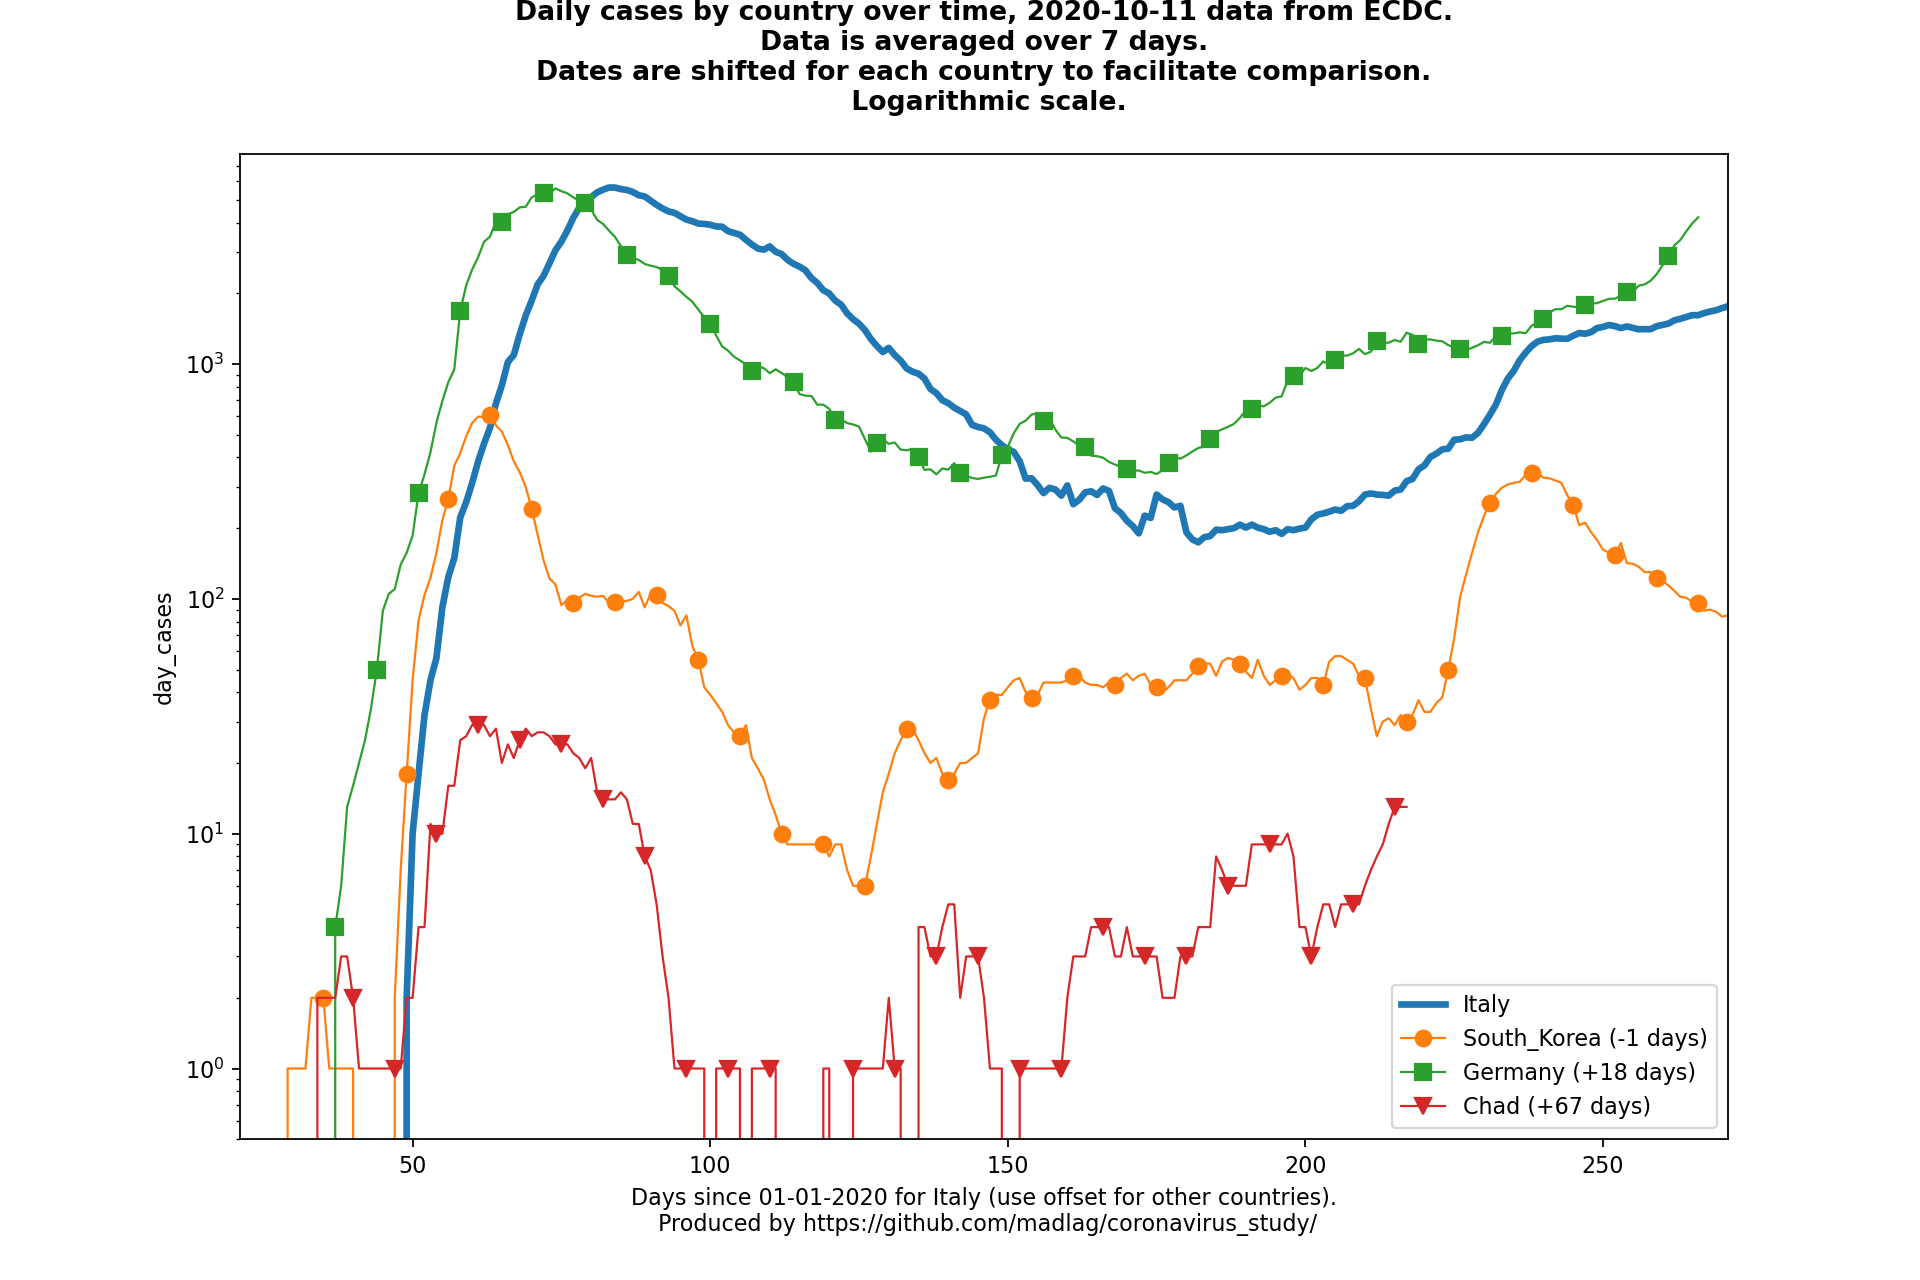 Daily cases by country over time, 2020-10-11 data from ECDC.
Data is averaged over 7 days.
Dates are shifted for each country to facilitate comparison.
Logarithmic scale.
day_cases
10³
10²
10¹
10⁰
50
100
150
200
250
Italy
South_Korea (-1 days)
Germany (+18 days)
Chad (+67 days)
Days since 01-01-2020 for Italy (use offset for other countries).
Produced by https://github.com/madlag/coronavirus_study/